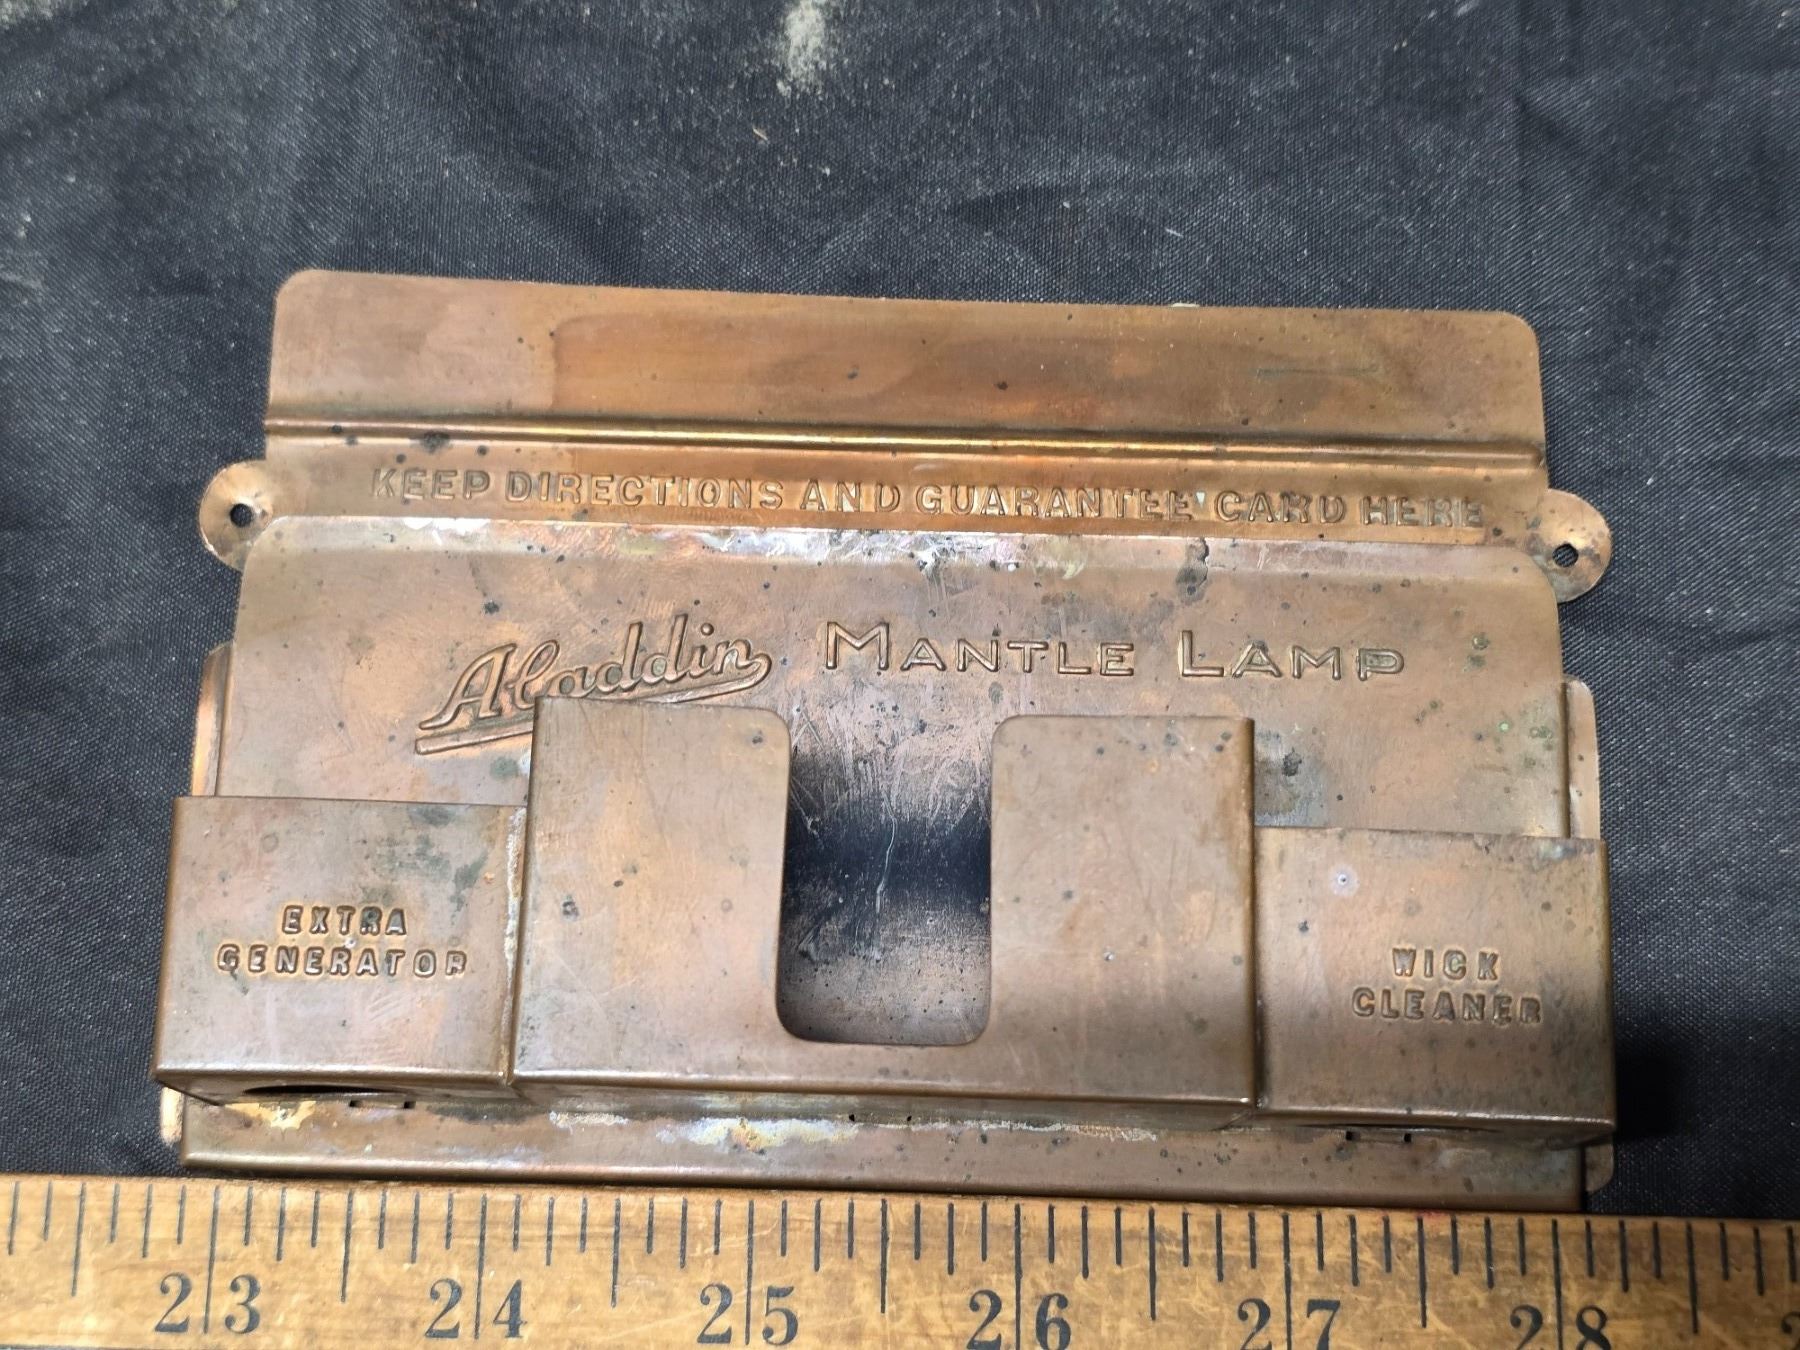 KEEP DIRECTIONS AND GUARANTEE CARD HERE
Aladdin MANTLE LAMP
EXTRA
GENERATOR
WICK
CLEANER
23 24 25 26 27 28